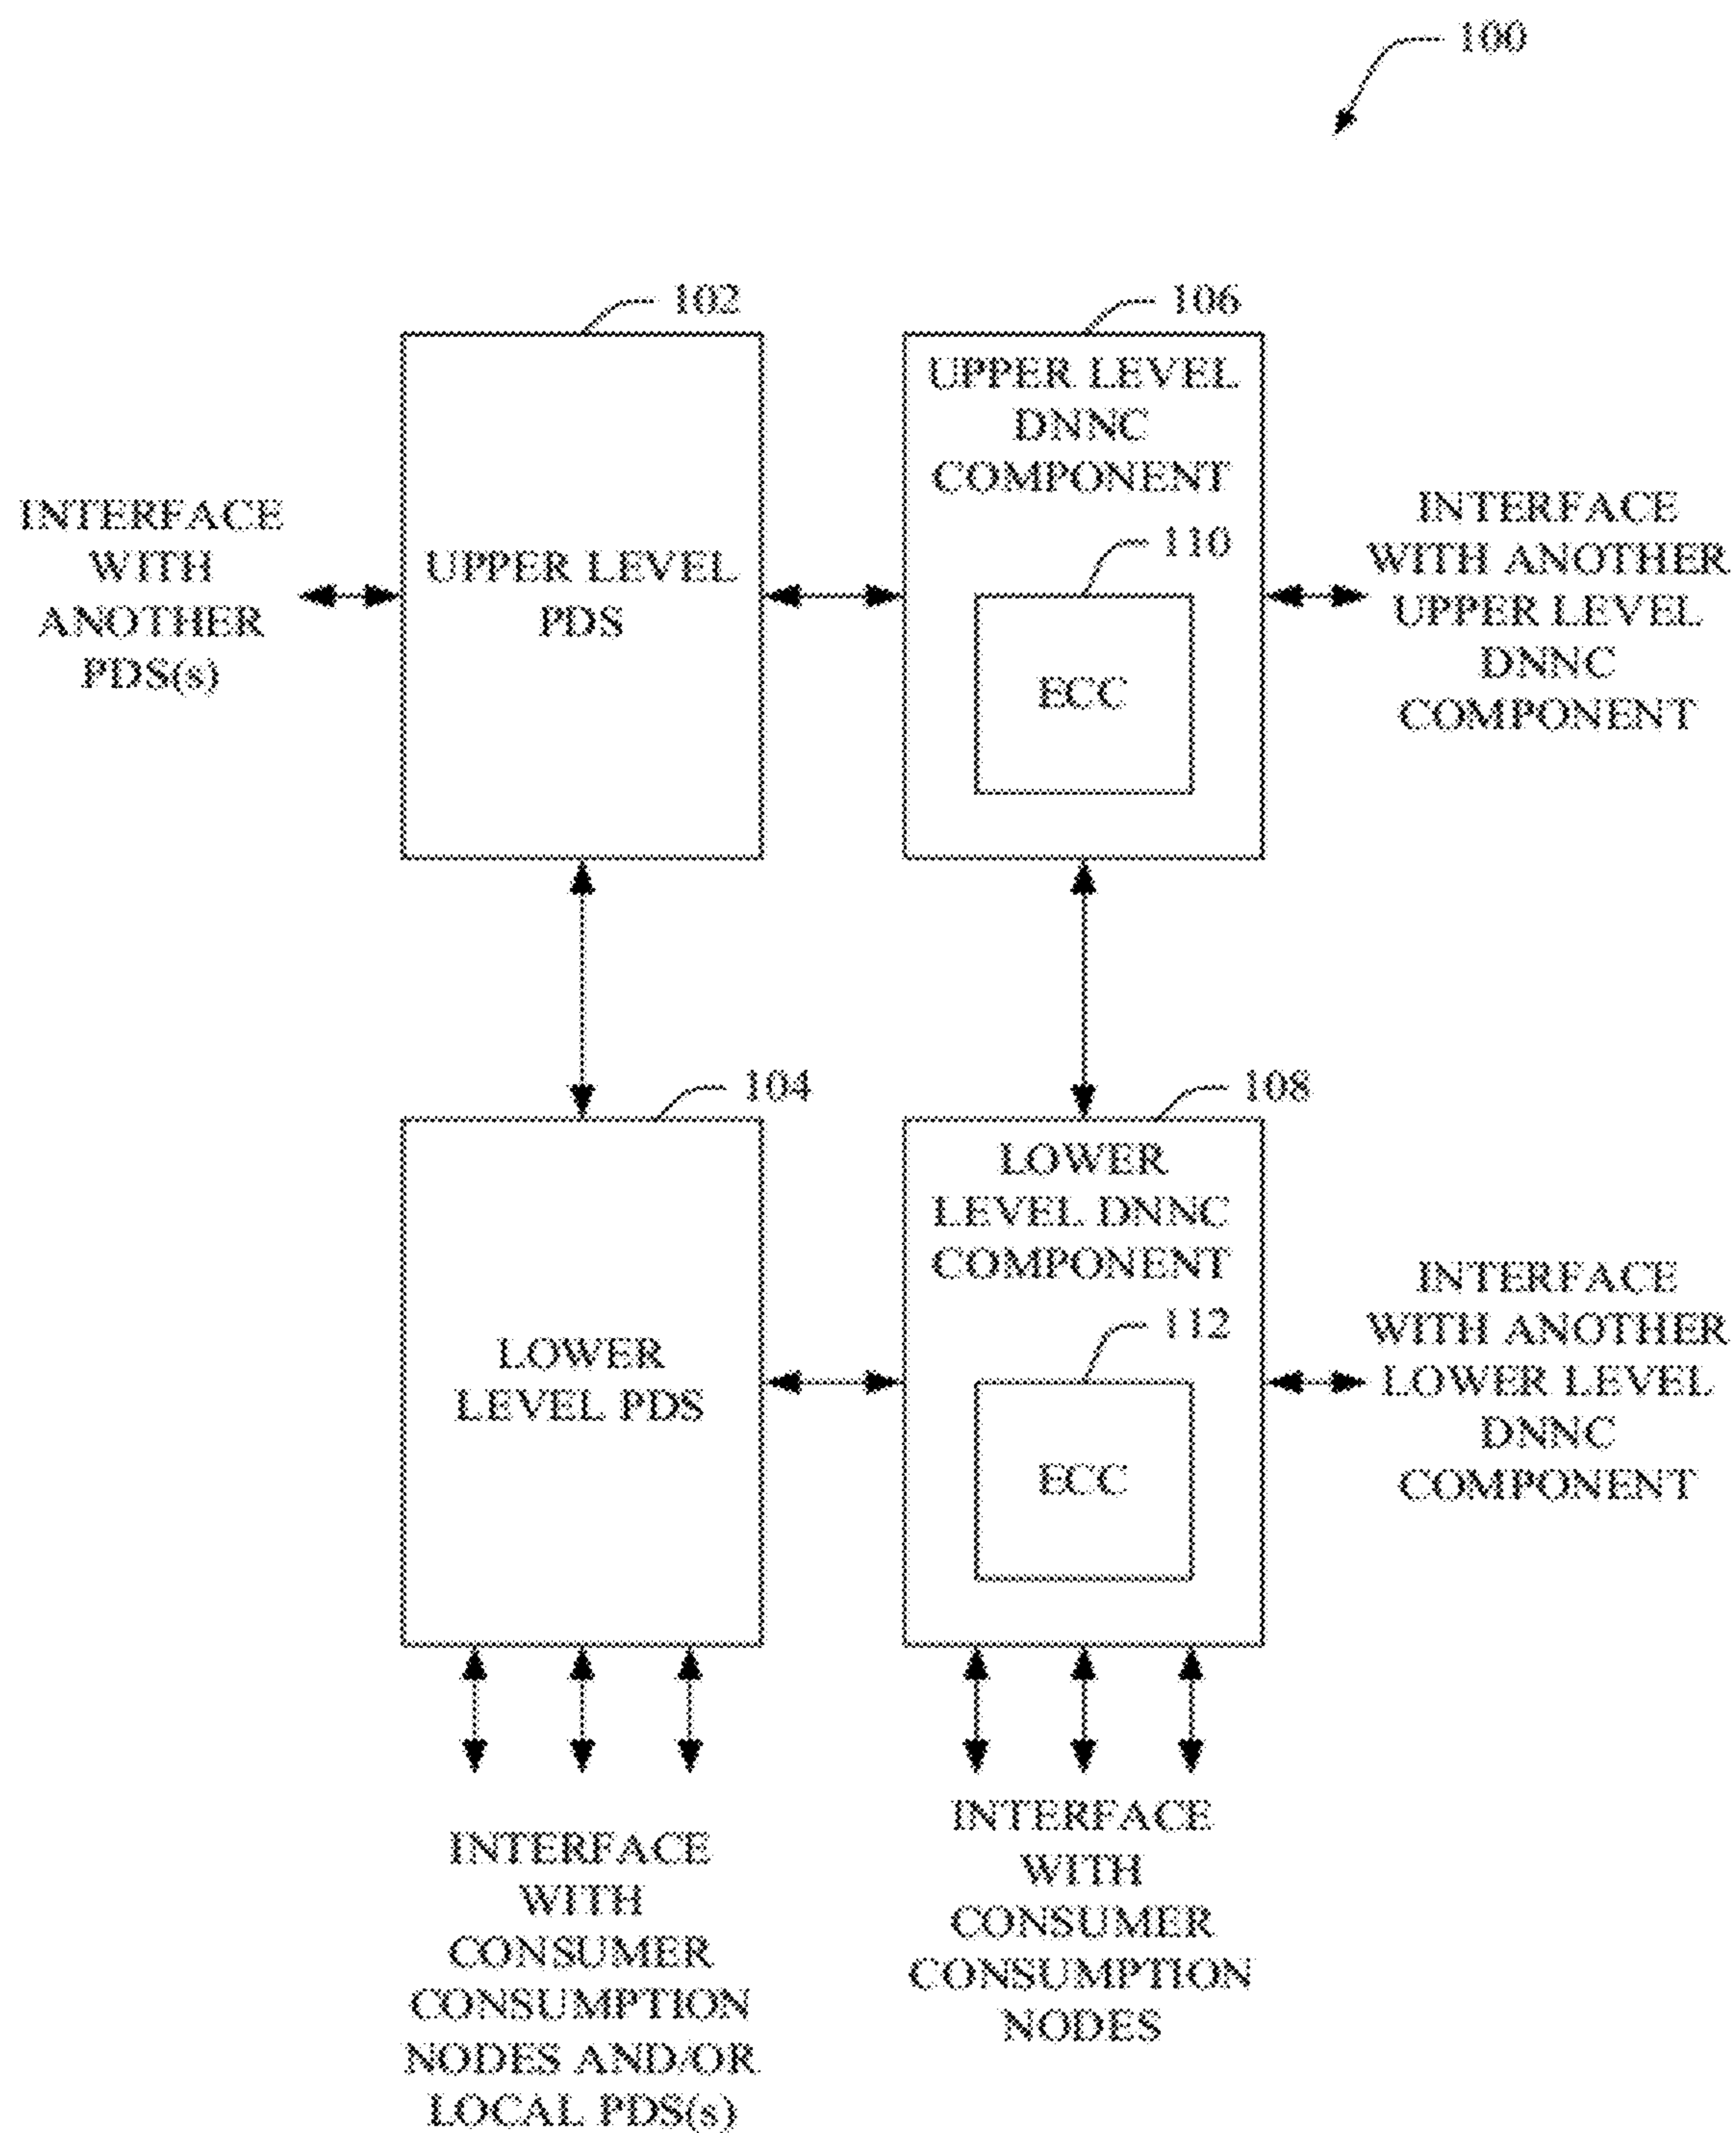 100
102
106
UPPER LEVEL
DNNC
COMPONENT
110
ECC
UPPER LEVEL
PDS
INTERFACE
WITH
ANOTHER
PDS(s)
INTERFACE
WITH ANOTHER
UPPER LEVEL
DNNC
COMPONENT
104
108
LOWER
LEVEL PDS
LOWER
LEVEL DNNC
COMPONENT
112
ECC
INTERFACE
WITH ANOTHER
LOWER LEVEL
DNNC
COMPONENT
INTERFACE
WITH
CONSUMER
CONSUMPTION
NODES AND/OR
LOCAL PDS(s)
INTERFACE
WITH
CONSUMER
CONSUMPTION
NODES